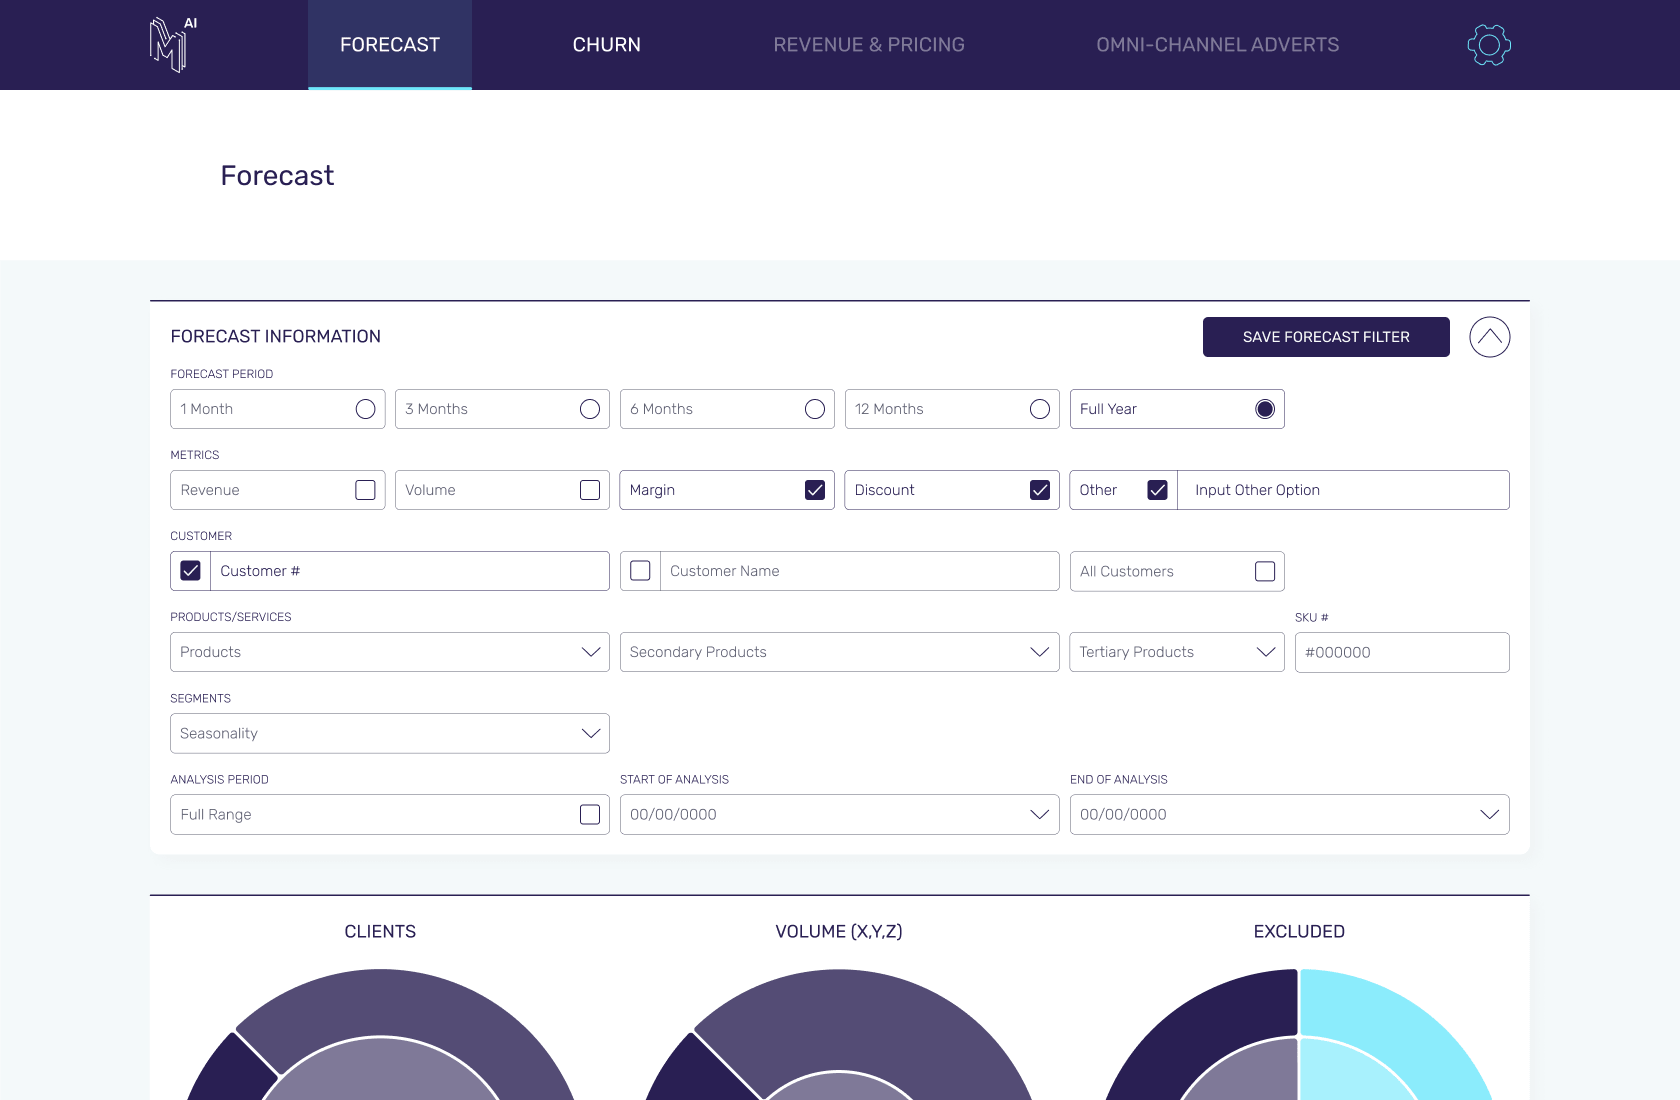 AI
FORECAST CHURN REVENUE & PRICING OMNI-CHANNEL ADVERTS
Forecast
FORECAST INFORMATION SAVE FORECAST FILTER
FORECAST PERIOD
1 Month 3 Months 6 Months 12 Months Full Year
METRICS
Revenue Volume Margin Discount Other Input Other Option
CUSTOMER
Customer # Customer Name All Customers
PRODUCTS/SERVICES SKU #
Products Secondary Products Tertiary Products #000000
SEGMENTS
Seasonality
ANALYSIS PERIOD START OF ANALYSIS END OF ANALYSIS
Full Range 00/00/0000 00/00/0000
CLIENTS VOLUME (X,Y,Z) EXCLUDED